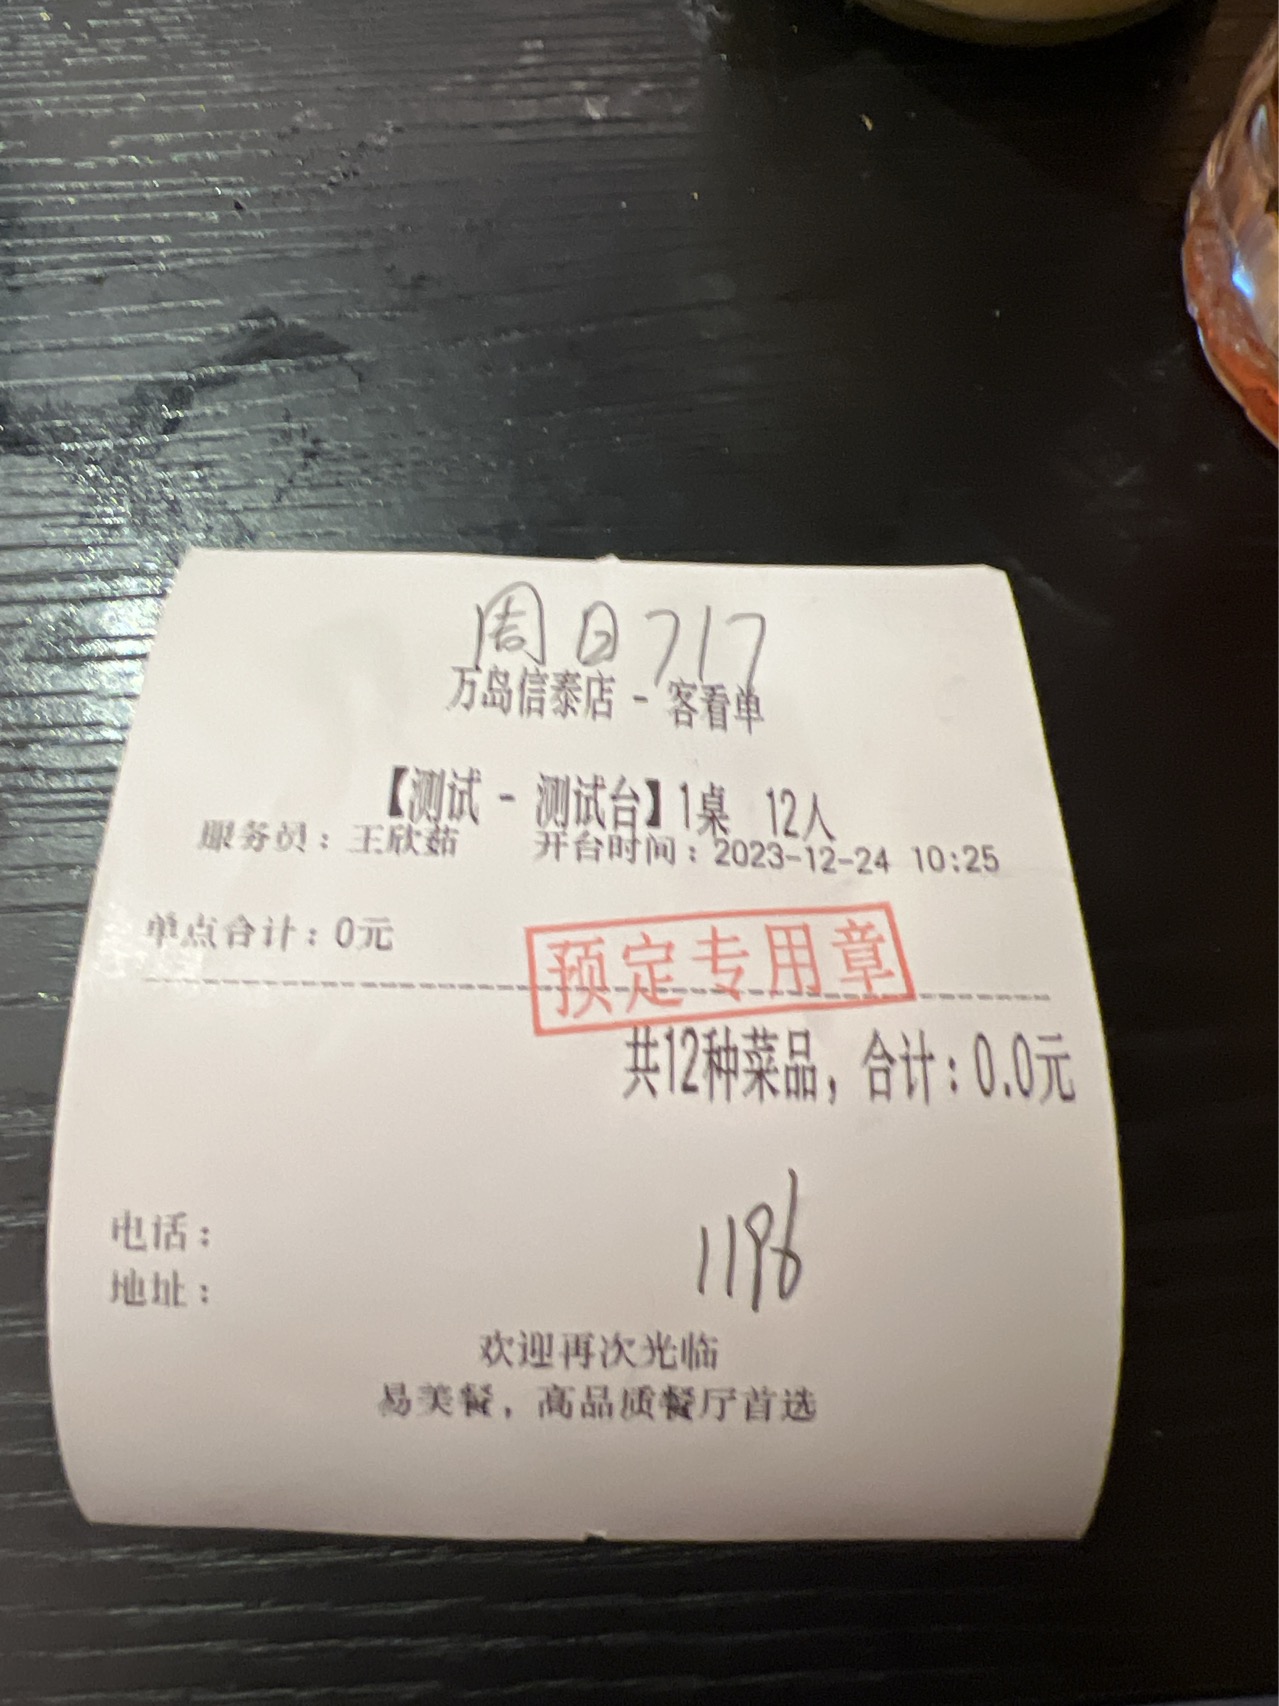 周日717
万岛信泰店 - 客看单
【测试 - 测试台】1桌 12人
服务员：王欣茹 开台时间：2023-12-24 10:25
单点合计：0元
预定专用章
共12种菜品，合计：0.0元
1196
电话：
地址：
欢迎再次光临
易美餐，高品质餐厅首选